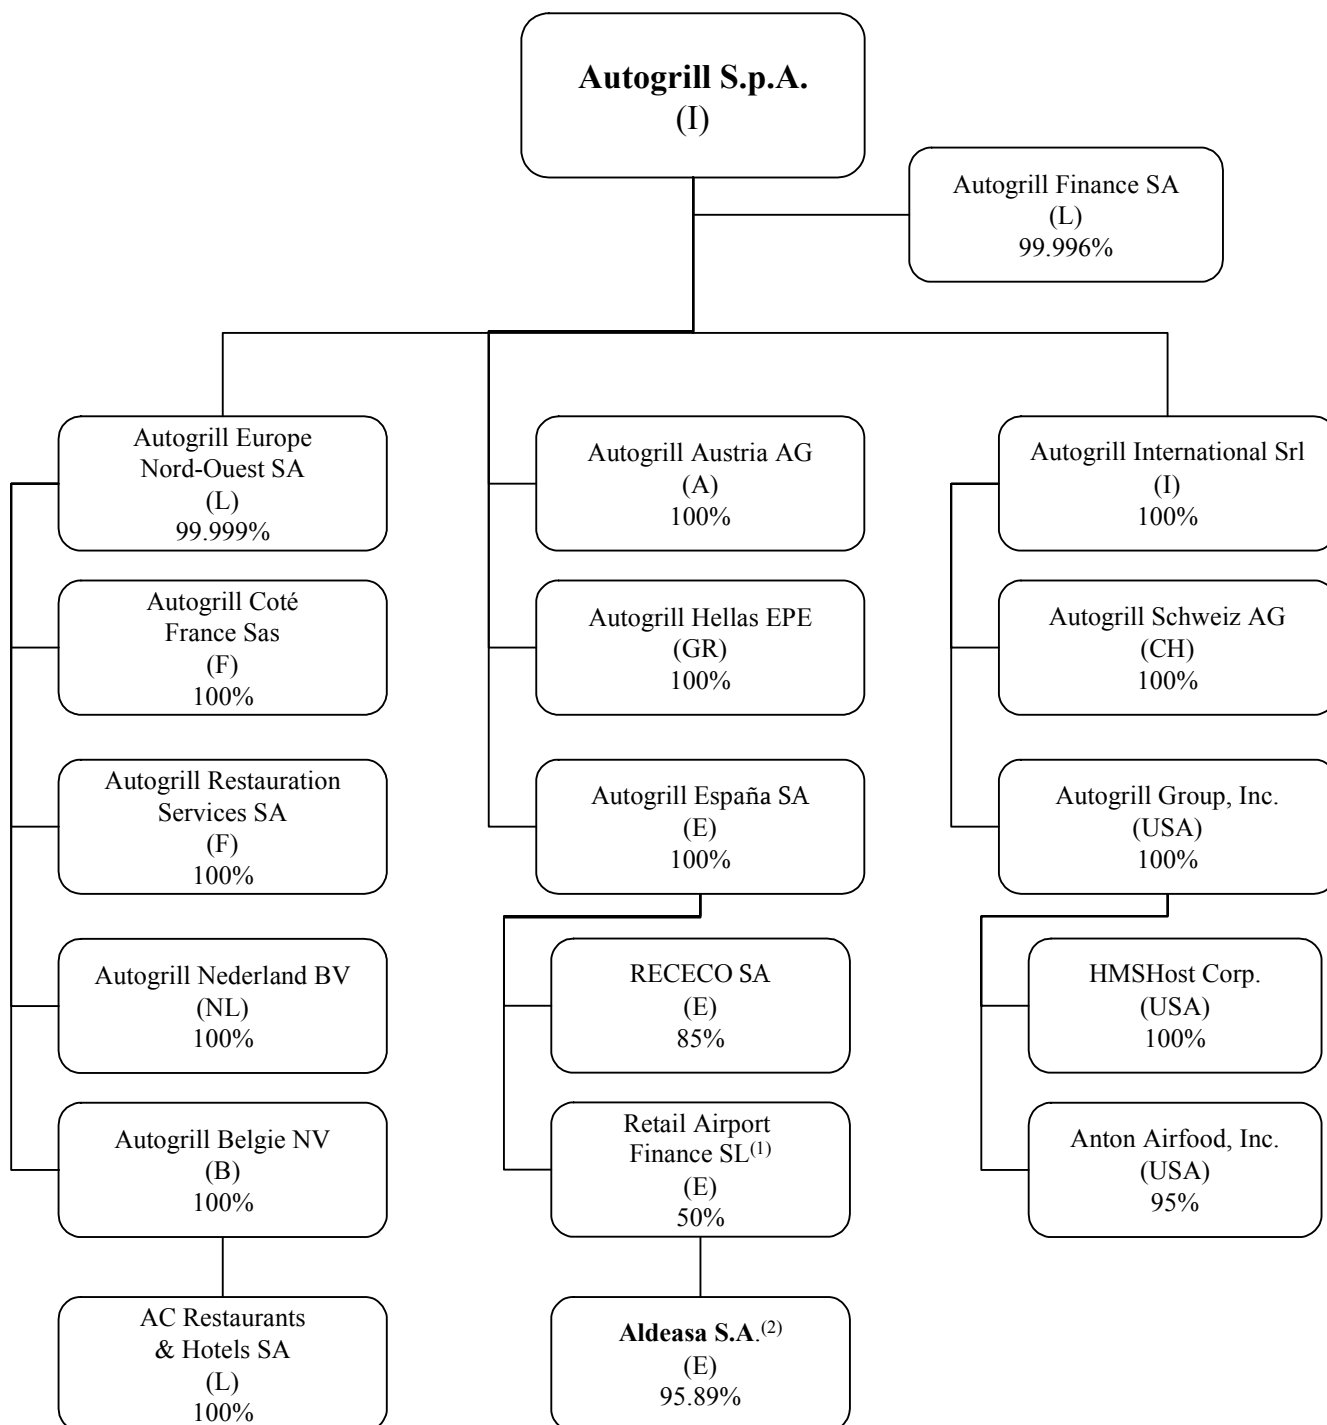 Autogrill S.p.A.
(I)
Autogrill Finance SA
(L)
99.996%
Autogrill Europe
Nord-Ouest SA
(L)
99.999%
Autogrill Coté
France Sas
(F)
100%
Autogrill Restauration
Services SA
(F)
100%
Autogrill Nederland BV
(NL)
100%
Autogrill Belgie NV
(B)
100%
AC Restaurants
& Hotels SA
(L)
100%
Autogrill Austria AG
(A)
100%
Autogrill Hellas EPE
(GR)
100%
Autogrill España SA
(E)
100%
RECECO SA
(E)
85%
Retail Airport
Finance SL(1)
(E)
50%
Aldeasa S.A.(2)
(E)
95.89%
Autogrill International Srl
(I)
100%
Autogrill Schweiz AG
(CH)
100%
Autogrill Group, Inc.
(USA)
100%
HMSHost Corp.
(USA)
100%
Anton Airfood, Inc.
(USA)
95%